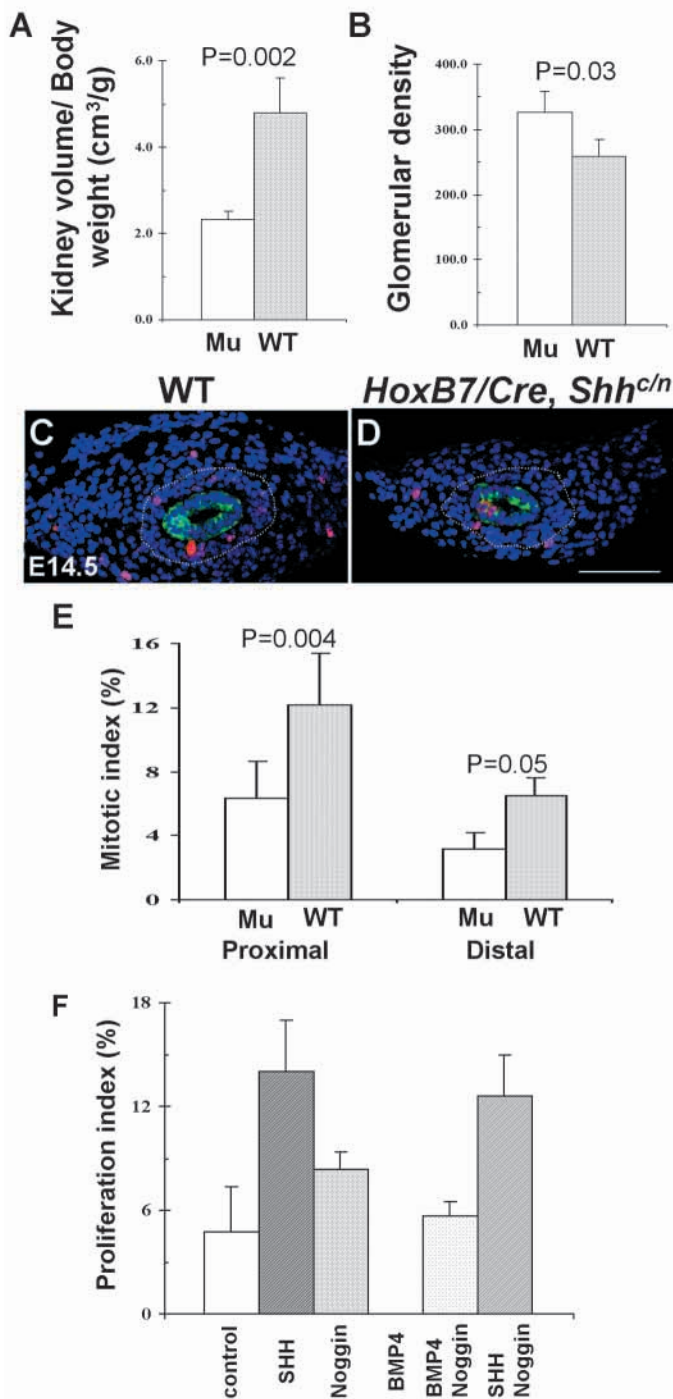 A
Kidney volume/ Body
weight (cm³/g)
6.0
4.0
2.0
0.0
P=0.002
Mu WT
B
Glomerular density
400.0
300.0
200.0
100.0
0.0
P=0.03
Mu WT
WT
HoxB7/Cre, Shhᶜ/ⁿ
C
E14.5
D
E
Mitotic index (%)
16
12
8
4
0
P=0.004
P=0.05
Mu WT
Mu WT
Proximal
Distal
F
Proliferation index (%)
18
12
6
0
control
SHH
Noggin
BMP4
BMP4
Noggin
SHH
Noggin